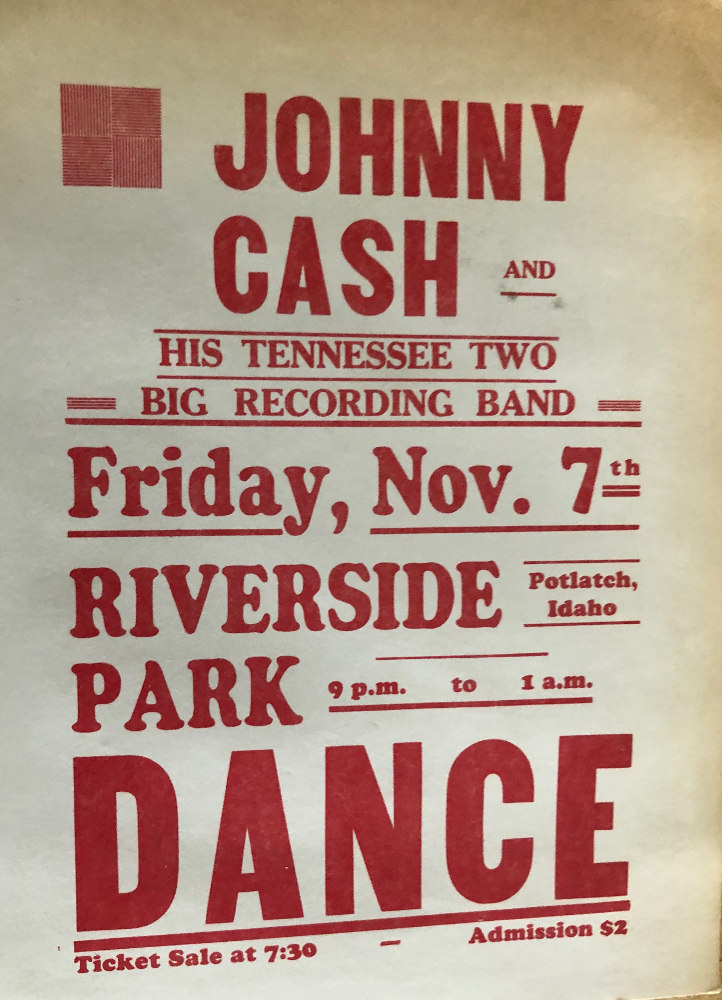 JOHNNY
CASH AND
HIS TENNESSEE TWO
BIG RECORDING BAND
Friday, Nov. 7th
RIVERSIDE Potlatch,
Idaho
PARK 9 p.m. to 1 a.m.
DANCE
Ticket Sale at 7:30 – Admission $2